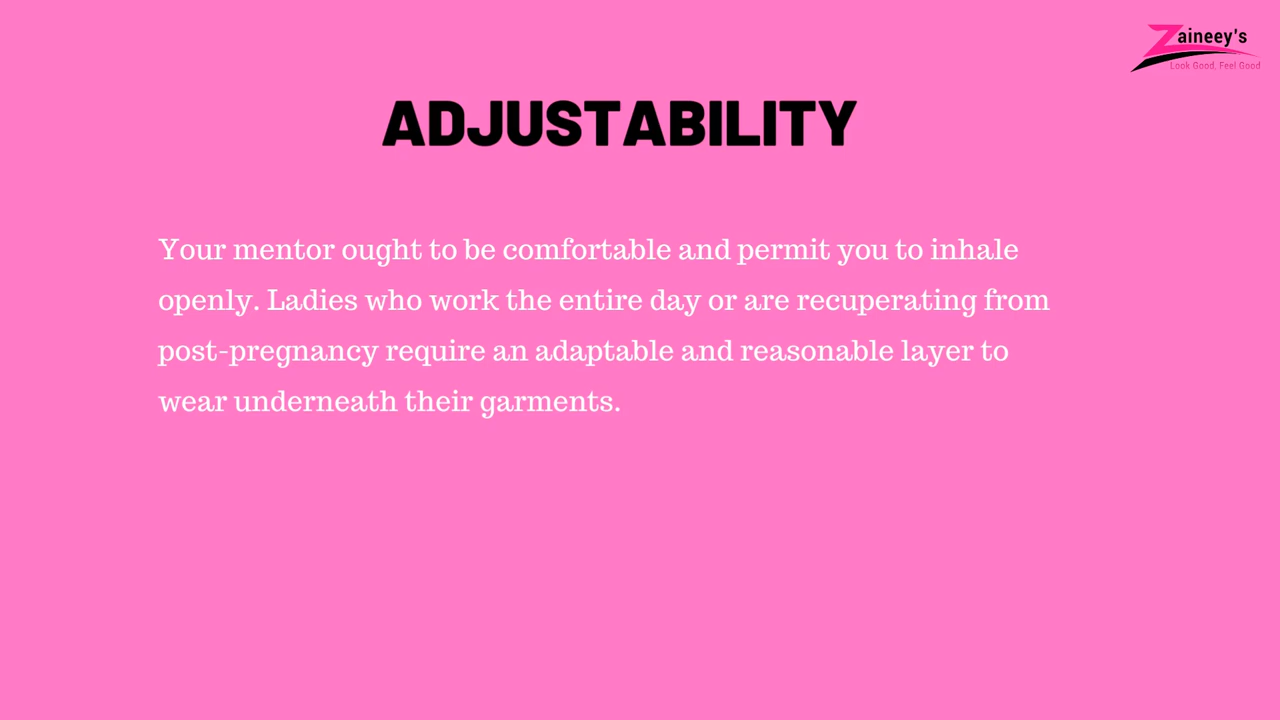 Zaineey's
Look Good, Feel Good
ADJUSTABILITY
Your mentor ought to be comfortable and permit you to inhale
openly. Ladies who work the entire day or are recuperating from
post-pregnancy require an adaptable and reasonable layer to
wear underneath their garments.